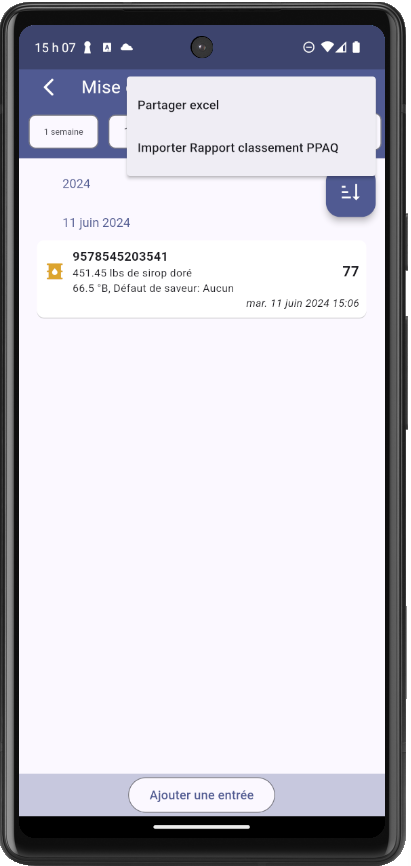 15 h 07
Mise
Partager excel
Importer Rapport classement PPAQ
1 semaine
2024
11 juin 2024
9578545203541
451.45 lbs de sirop doré
77
66.5 °B, Défaut de saveur: Aucun
mar. 11 juin 2024 15:06
Ajouter une entrée